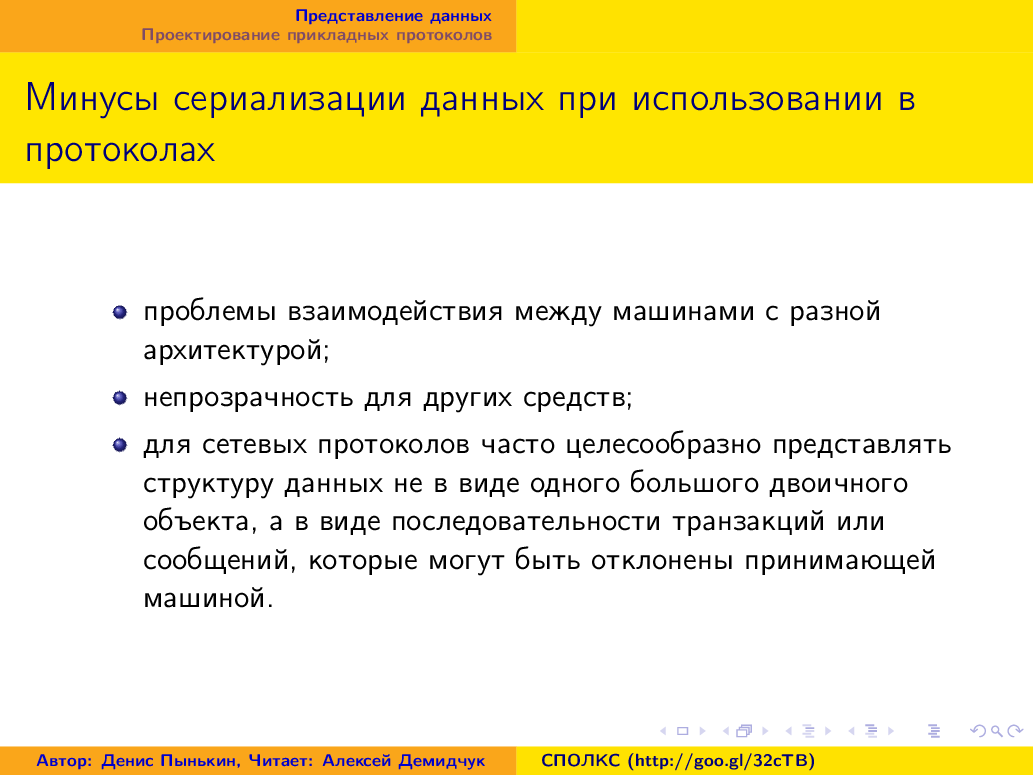 Представление данных
Проектирование прикладных протоколов
Минусы сериализации данных при использовании в
протоколах
проблемы взаимодействия между машинами с разной
архитектурой;
непрозрачность для других средств;
для сетевых протоколов часто целесообразно представлять
структуру данных не в виде одного большого двоичного
объекта, а в виде последовательности транзакций или
сообщений, которые могут быть отклонены принимающей
машиной.
Автор: Денис Пынькин, Читает: Алексей Демидчук
СПОЛКС (http://goo.gl/32cTB)